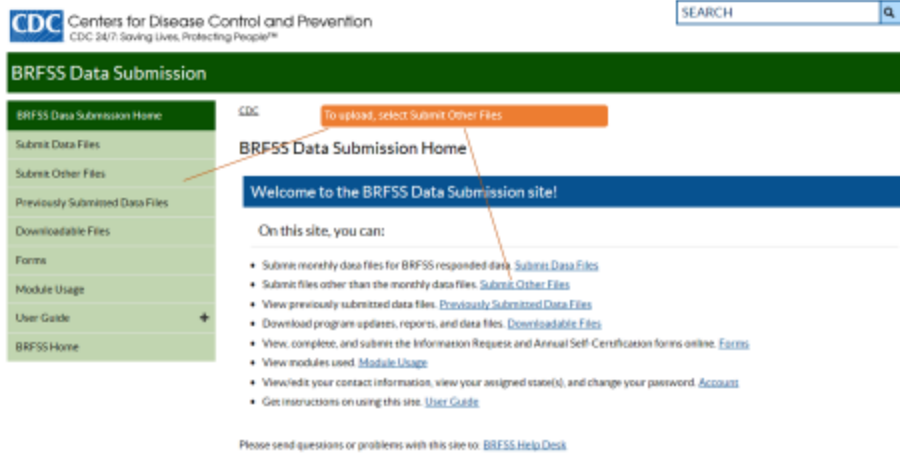 CDC Centers for Disease Control and Prevention
CDC 24/7: Saving Lives, Protecting People™
SEARCH
BRFSS Data Submission
BRFSS Data Submission Home
Submit Data Files
Submit Other Files
Previously Submitted Data Files
Downloadable Files
Forms
Module Usage
User Guide +
BRFSS Home
CDC
To upload, select Submit Other Files
BRFSS Data Submission Home
Welcome to the BRFSS Data Submission site!
On this site, you can:
• Submit monthly data files for BRFSS responded data. Submit Data Files
• Submit files other than the monthly data files. Submit Other Files
• View previously submitted data files. Previously Submitted Data Files
• Download program updates, reports, and data files. Downloadable Files
• View, complete, and submit the Information Request and Annual Self-Certification forms online. Forms
• View modules used. Module Usage
• View/edit your contact information, view your assigned state(s), and change your password. Account
• Get instructions on using this site. User Guide
Please send questions or problems with this site to: BRFSS Help Desk